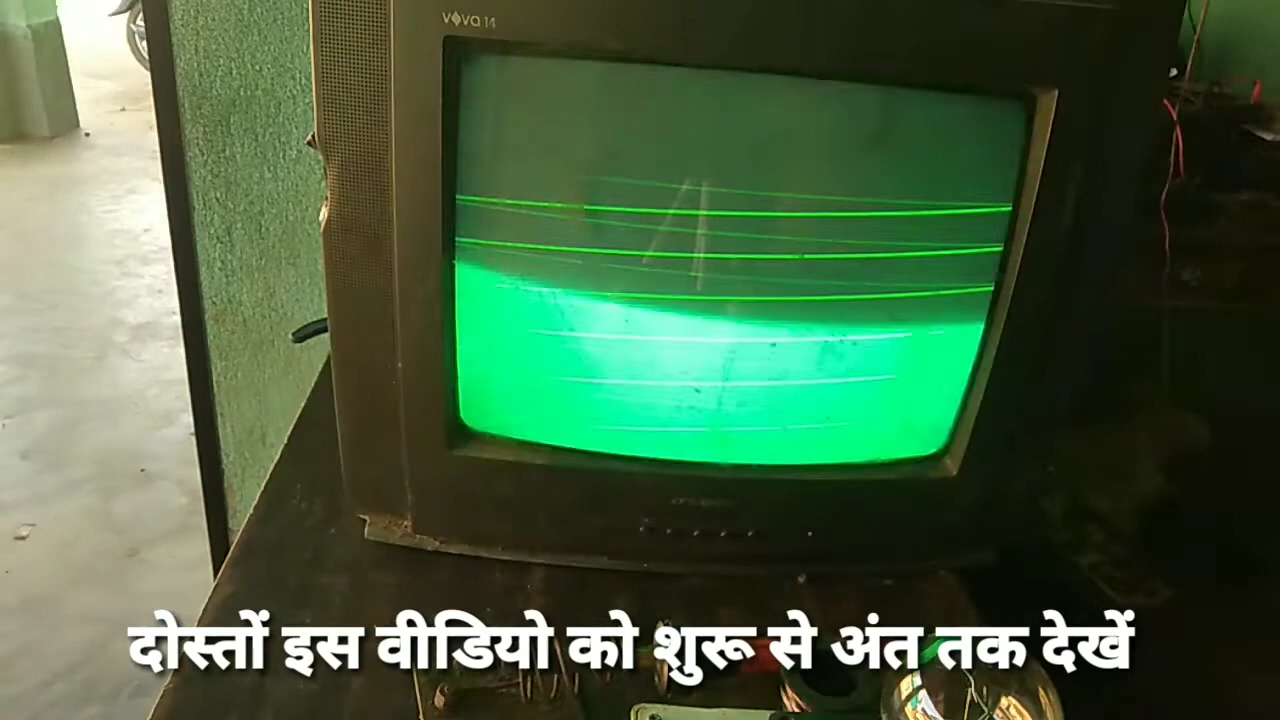 VOVA 14
दोस्तों इस वीडियो को शुरू से अंत तक देखें